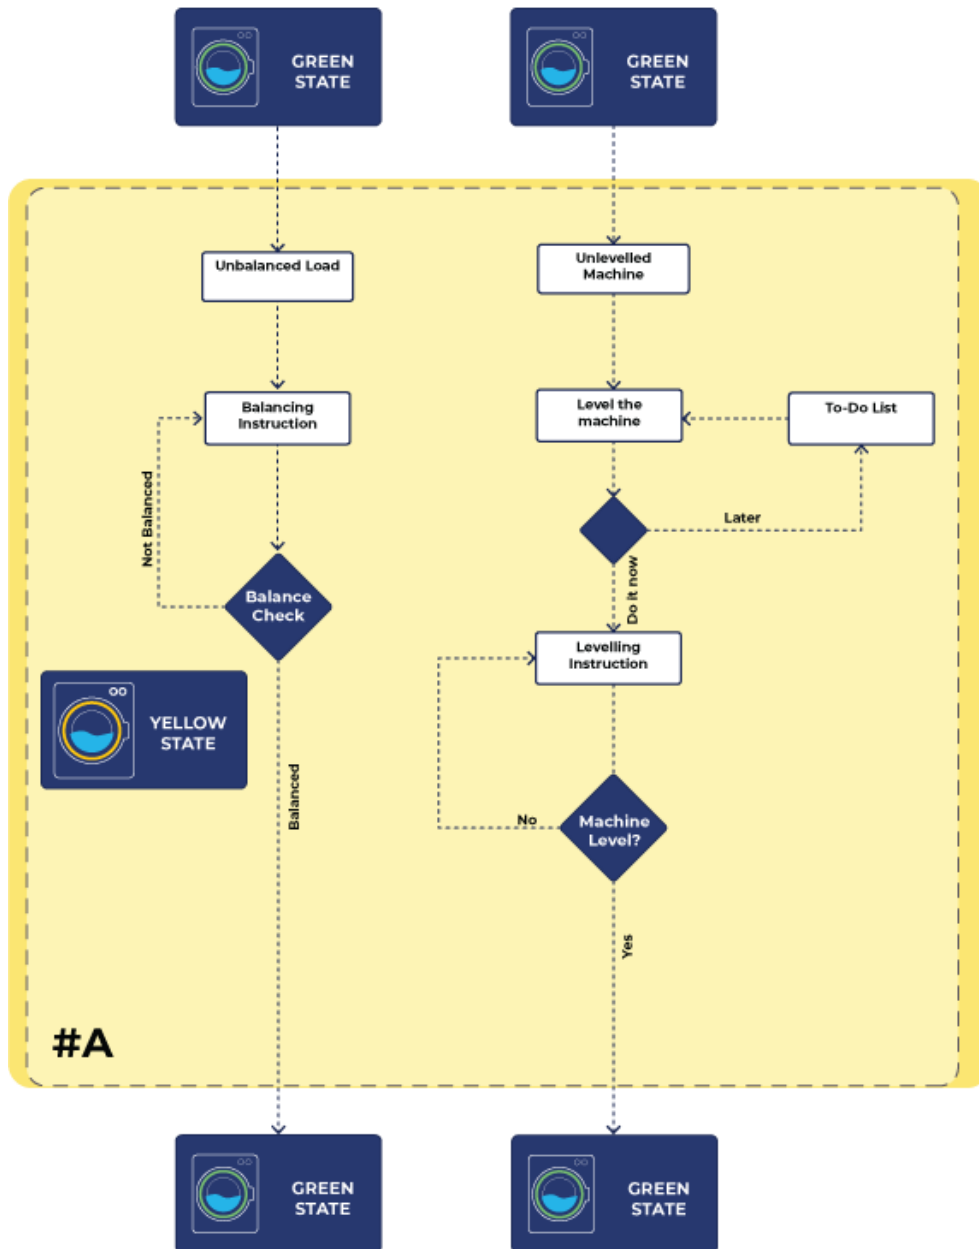 GREEN
STATE
GREEN
STATE
Unbalanced Load
Unlevelled
Machine
Balancing
Instruction
Level the
machine
To-Do List
Not Balanced
Later
Do it now
Balance
Check
Levelling
Instruction
YELLOW
STATE
Balanced
No
Machine
Level?
Yes
#A
GREEN
STATE
GREEN
STATE